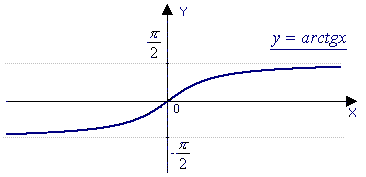 Y
π/2
y = arctgx
0
X
-π/2